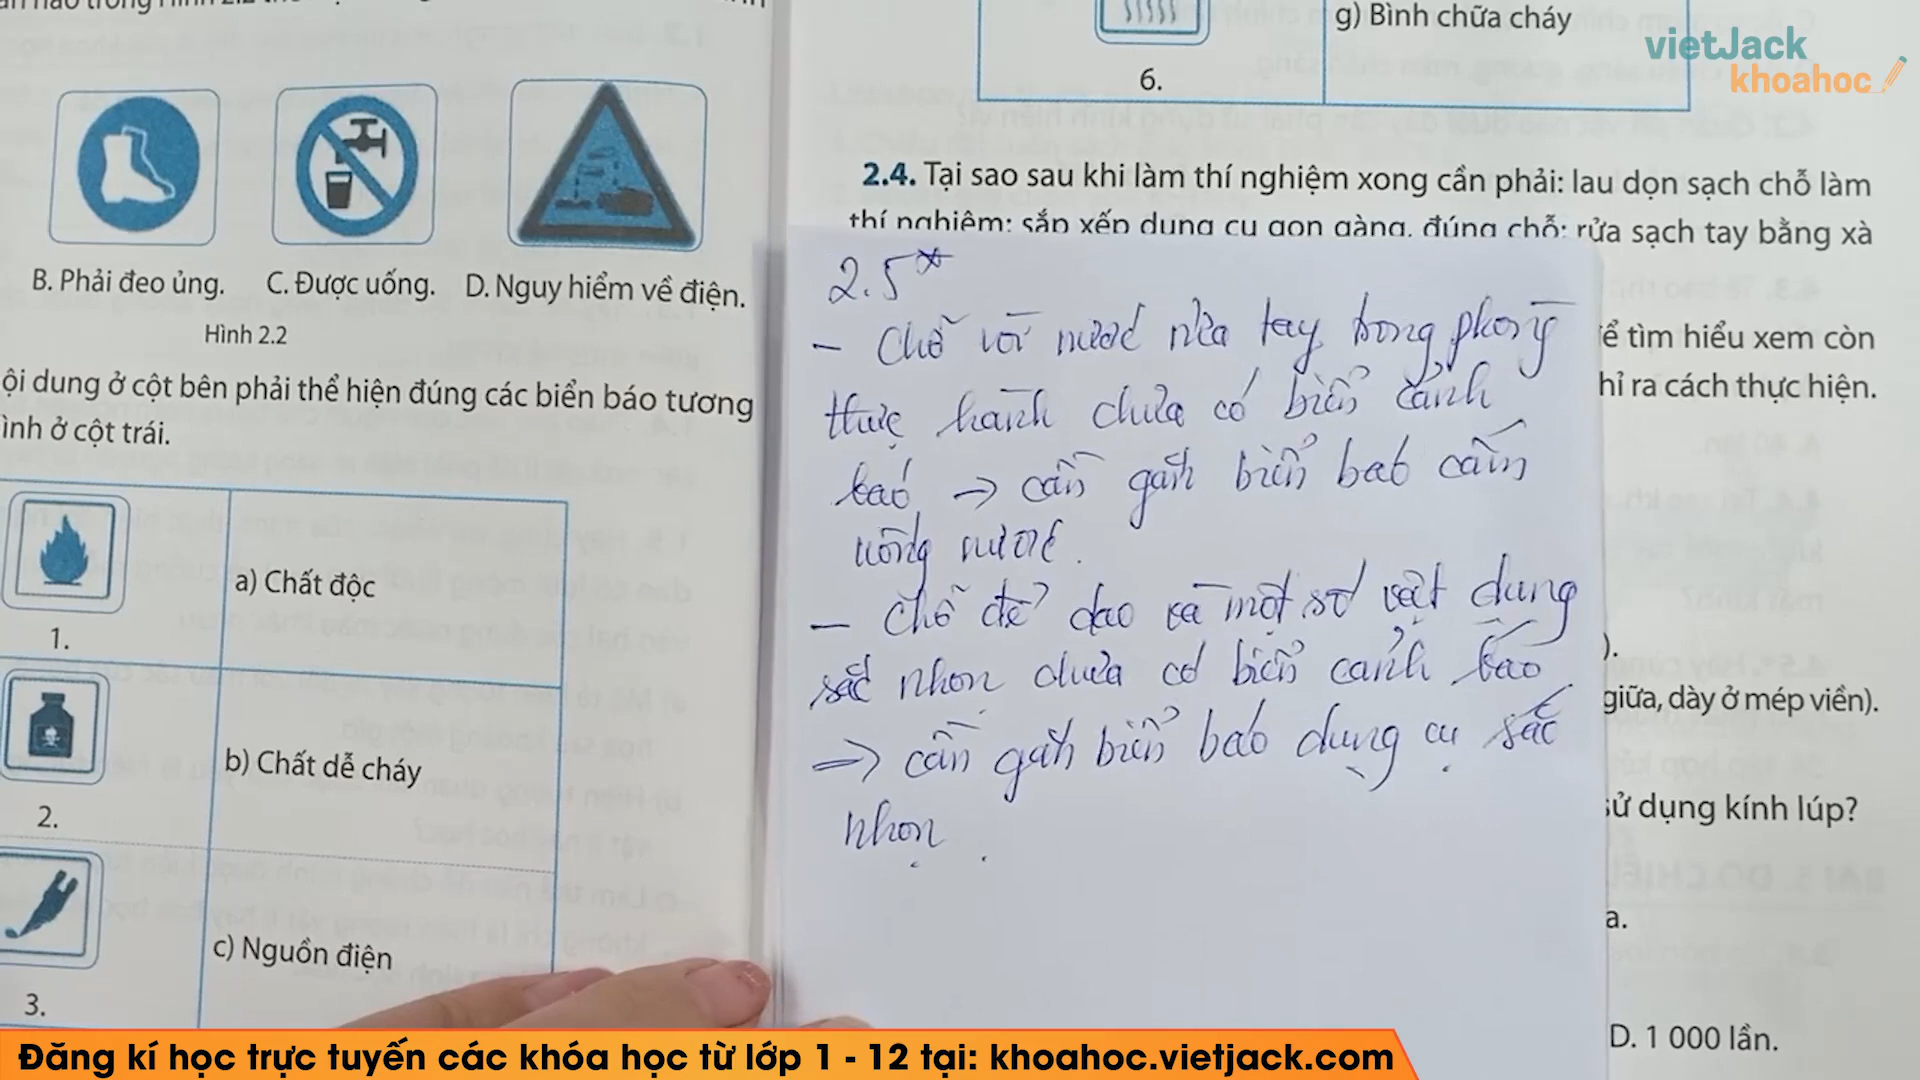 g) Bình chữa cháy
6.
vietJack
khoahoc
B. Phải đeo ủng.
C. Được uống.
D. Nguy hiểm về điện.
Hình 2.2
ội dung ở cột bên phải thể hiện đúng các biển báo tương
ình ở cột trái.
1.
a) Chất độc
2.
b) Chất dễ cháy
3.
c) Nguồn điện
2.4. Tại sao sau khi làm thí nghiệm xong cần phải: lau dọn sạch chỗ làm
thí nghiệm; sắp xếp dụng cụ gọn gàng, đúng chỗ; rửa sạch tay bằng xà
2.5*
- Chỗ vòi nước rửa tay trong phòng
thực hành chưa có biển cảnh
báo → cần gắn biển báo cấm
uống nước.
- Chỗ để dao và một số vật dụng
sắc nhọn chưa có biển cảnh báo
→ cần gắn biển báo dụng cụ sắc
nhọn.
ể tìm hiểu xem còn
hỉ ra cách thực hiện.
).
giữa, dày ở mép viền).
sử dụng kính lúp?
a.
D. 1 000 lần.
Đăng kí học trực tuyến các khóa học từ lớp 1 - 12 tại: khoahoc.vietjack.com